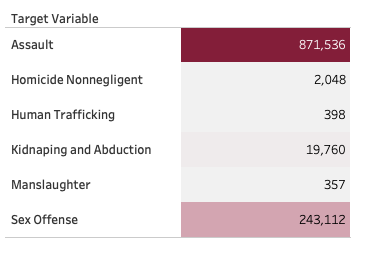 Target Variable
Assault 871,536
Homicide Nonnegligent 2,048
Human Trafficking 398
Kidnaping and Abduction 19,760
Manslaughter 357
Sex Offense 243,112